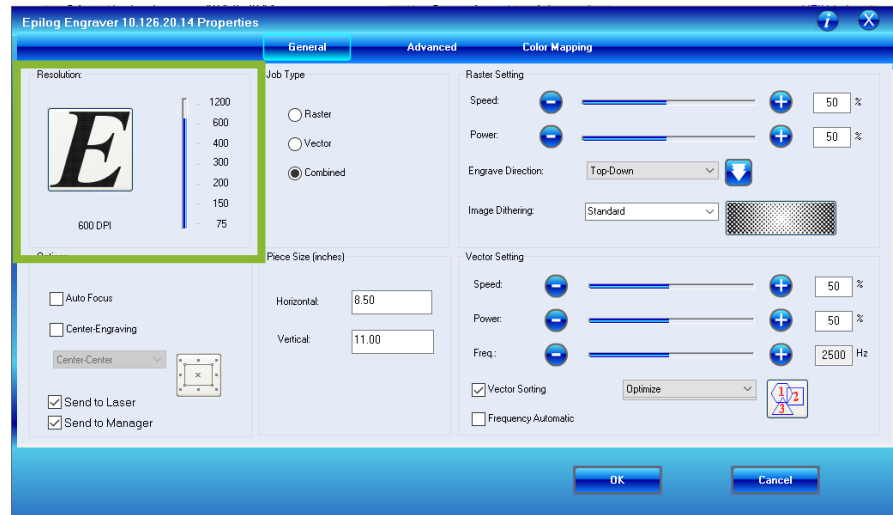 Epilog Engraver 10.126.20.14 Properties
General Advanced Color Mapping
Resolution:
E
1200
600
400
300
200
150
75
600 DPI
Job Type
Raster
Vector
Combined
Raster Setting
Speed: 50 %
Power: 50 %
Engrave Direction: Top-Down
Image Dithering: Standard
Auto Focus
Center-Engraving
Center-Center
Send to Laser
Send to Manager
Piece Size (inches)
Horizontal: 8.50
Vertical: 11.00
Vector Setting
Speed: 50 %
Power: 50 %
Freq.: 2500 Hz
Vector Sorting Optimize
1 2 3
Frequency Automatic
OK Cancel